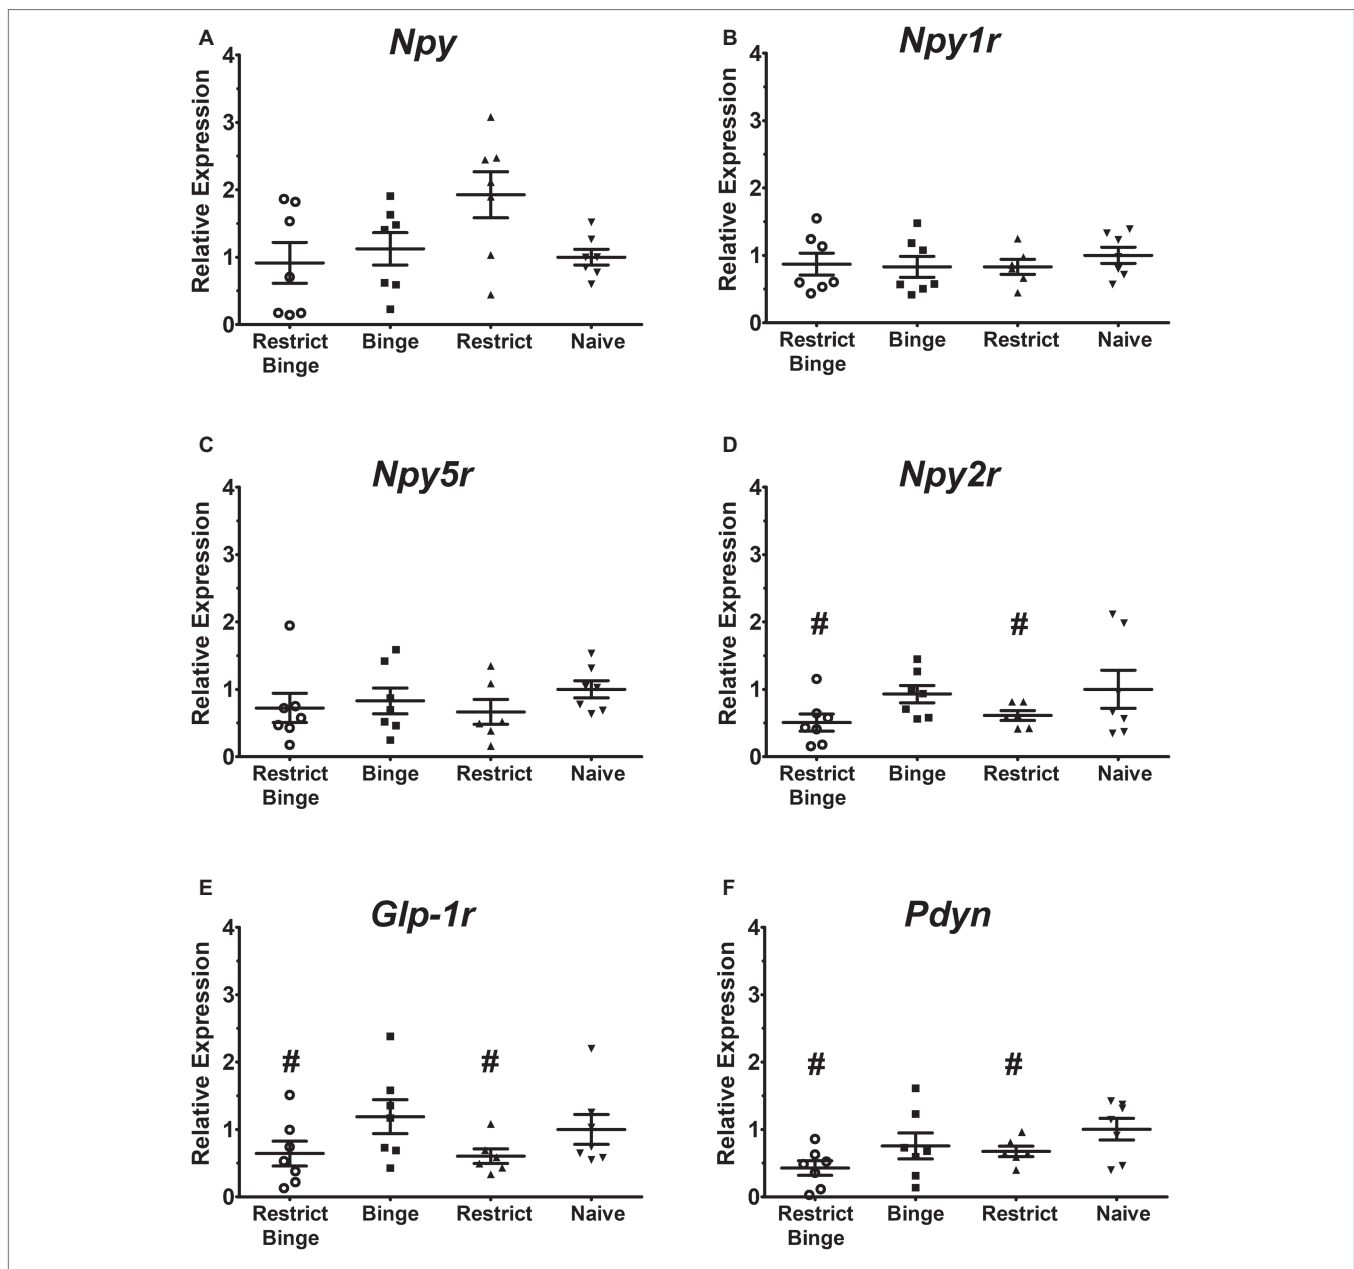 A
Npy
4
3
2
1
0
Relative Expression
Restrict Binge Restrict Naive
Binge
B
Npy1r
4
3
2
1
0
Relative Expression
Restrict Binge Restrict Naive
Binge
C
Npy5r
4
3
2
1
0
Relative Expression
Restrict Binge Restrict Naive
Binge
D
Npy2r
4
3
2
1
0
Relative Expression
# #
Restrict Binge Restrict Naive
Binge
E
Glp-1r
4
3
2
1
0
Relative Expression
# #
Restrict Binge Restrict Naive
Binge
F
Pdyn
4
3
2
1
0
Relative Expression
# #
Restrict Binge Restrict Naive
Binge